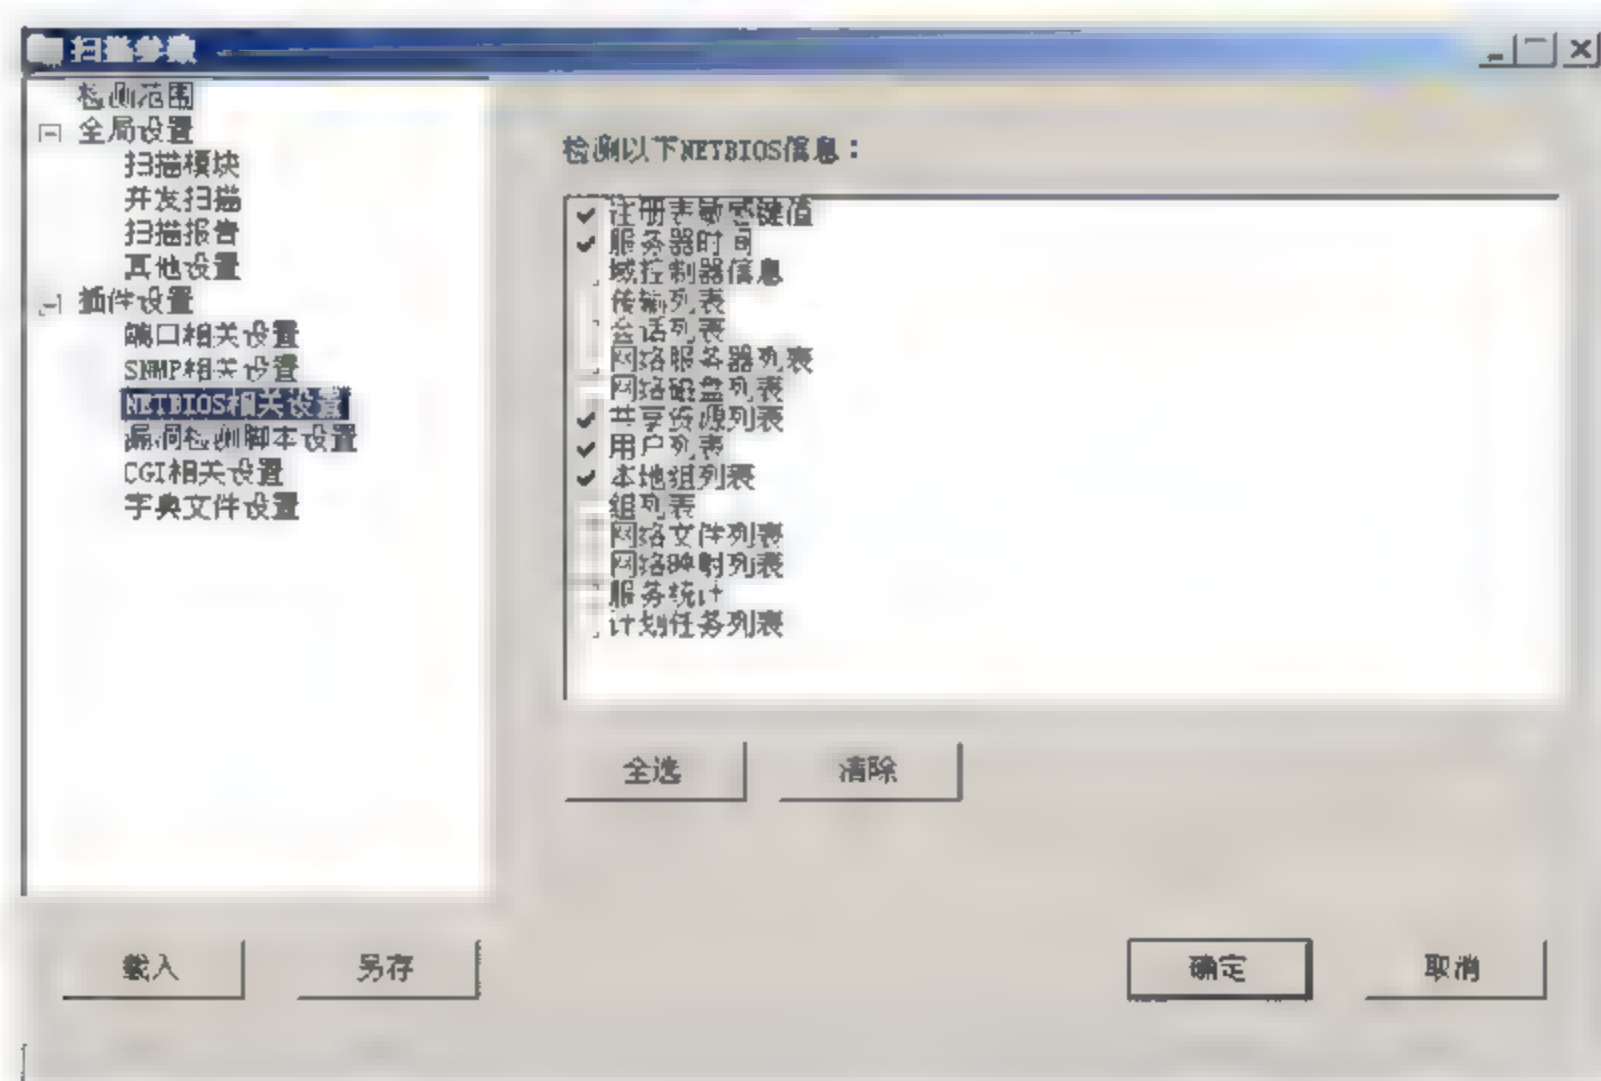 扫描参数
检测范围
全局设置
扫描模块
并发扫描
扫描报告
其他设置
插件设置
端口相关设置
SNMP相关设置
NETBIOS相关设置
漏洞检测脚本设置
CGI相关设置
字典文件设置
检测以下NETBIOS信息：
注册表敏感键值
服务器时间
域控制器信息
传输列表
会话列表
网络服务器列表
网络磁盘列表
共享资源列表
用户列表
本地组列表
组列表
网络文件列表
网络映射列表
服务统计
计划任务列表
全选
清除
载入
另存
确定
取消